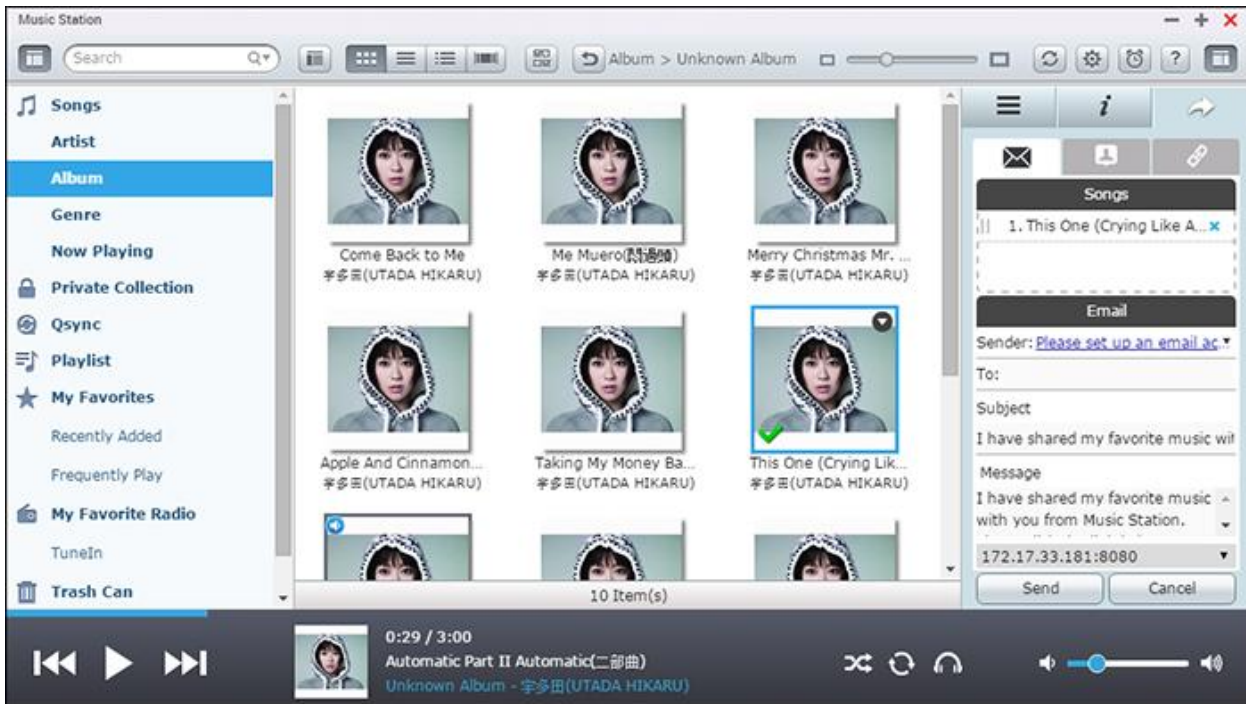 Music Station
Search
Album > Unknown Album
?
Songs
Artist
Album
Genre
Now Playing
Private Collection
Qsync
Playlist
My Favorites
Recently Added
Frequently Play
My Favorite Radio
TuneIn
Trash Can
Come Back to Me
宇多田(UTADA HIKARU)
Me Muero
宇多田(UTADA HIKARU)
Merry Christmas Mr. ...
宇多田(UTADA HIKARU)
Apple And Cinnamon...
宇多田(UTADA HIKARU)
Taking My Money Ba...
宇多田(UTADA HIKARU)
This One (Crying Lik...
宇多田(UTADA HIKARU)
10 Item(s)
i
Songs
1. This One (Crying Like A...
Email
Sender: Please set up an email ac...
To:
Subject
I have shared my favorite music wit
Message
I have shared my favorite music
with you from Music Station.
172.17.33.181:8080
Send
Cancel
0:29 / 3:00
Automatic Part II Automatic(二部曲)
Unknown Album - 宇多田(UTADA HIKARU)